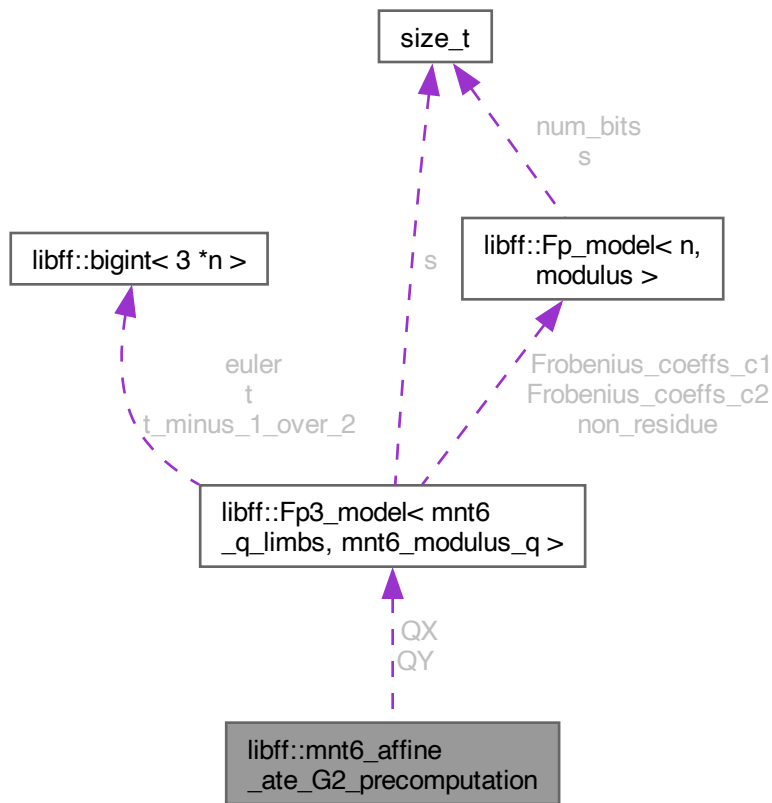 size_t
num_bits
s
libff::bigint< 3 *n >
s
libff::Fp_model< n,
modulus >
euler
t
t_minus_1_over_2
Frobenius_coeffs_c1
Frobenius_coeffs_c2
non_residue
libff::Fp3_model< mnt6
_q_limbs, mnt6_modulus_q >
QX
QY
libff::mnt6_affine
_ate_G2_precomputation